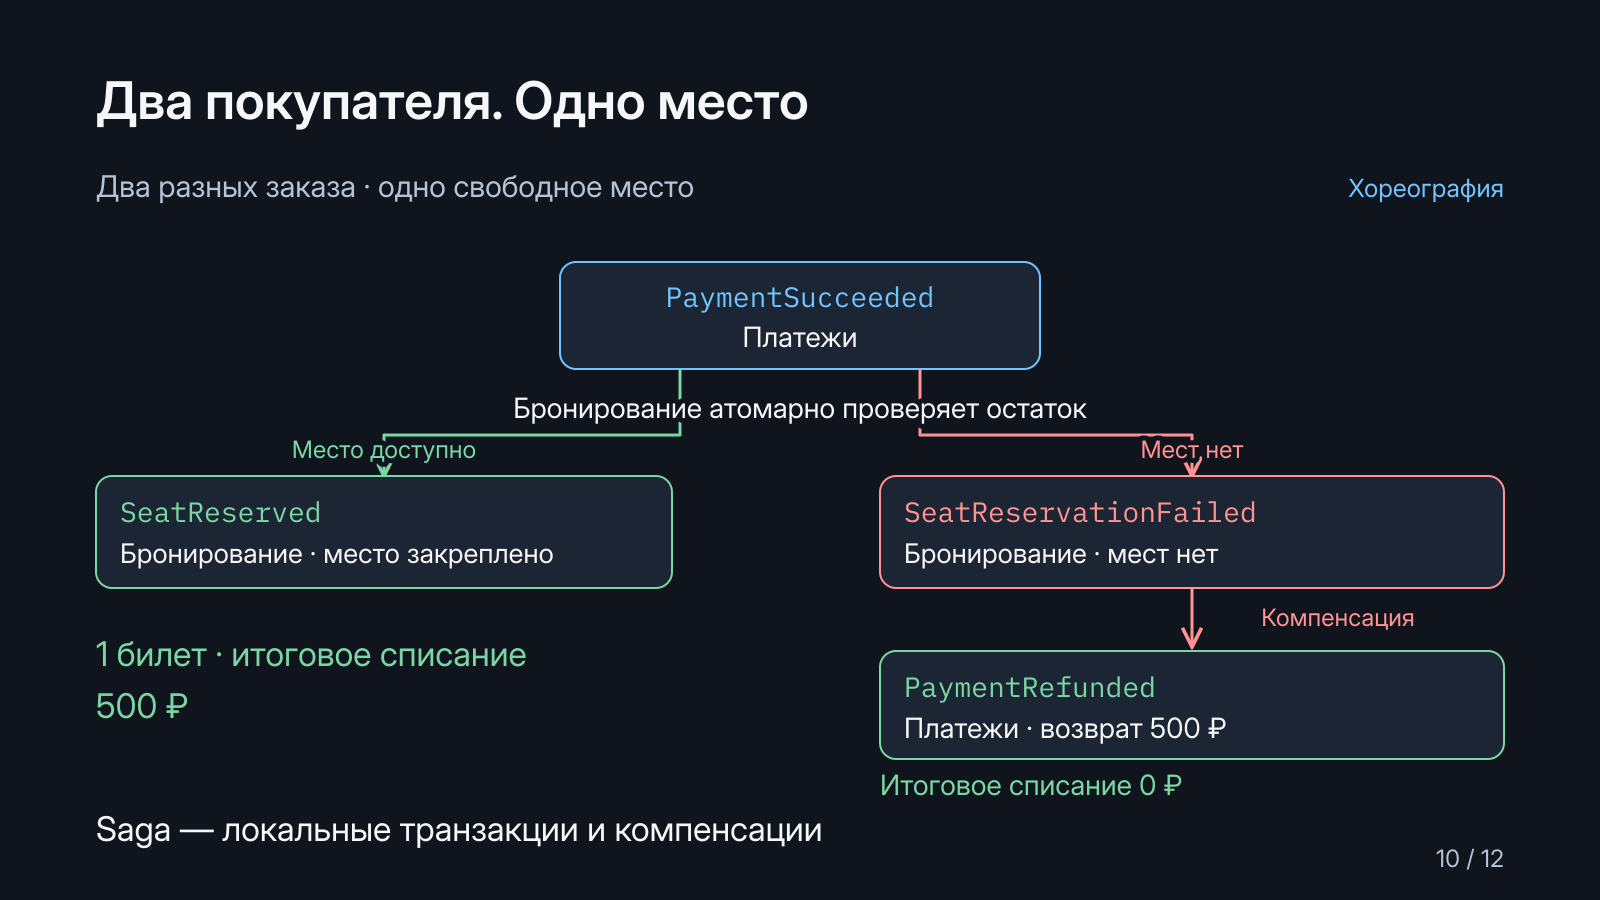 Два покупателя. Одно место
Два разных заказа · одно свободное место
Хореография
PaymentSucceeded
Платежи
Бронирование атомарно проверяет остаток
Место доступно
Мест нет
SeatReserved
Бронирование · место закреплено
SeatReservationFailed
Бронирование · мест нет
Компенсация
1 билет · итоговое списание
500 ₽
PaymentRefunded
Платежи · возврат 500 ₽
Итоговое списание 0 ₽
Saga — локальные транзакции и компенсации
10 / 12